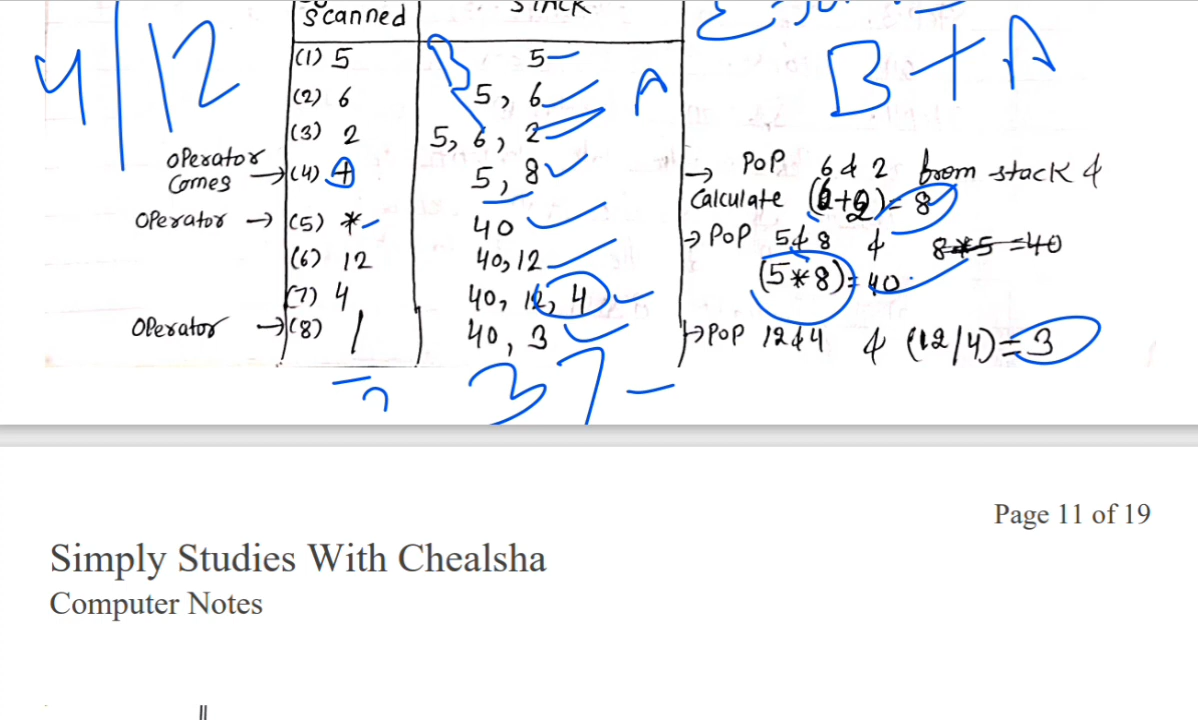 Scanned STACK
4/12
(1) 5 5
(2) 6 5, 6 A B + A
(3) 2 5, 6, 2
Operator Comes → (4) + 5, 8 → POP 6 & 2 from stack &
Calculate (6+2) = 8
Operator → (5) * 40 → POP 5 & 8 & 8*5 =40
(6) 12 40, 12 (5*8) = 40
(7) 4 40, 12, 4
Operator → (8) / 40, 3 → POP 12 & 4 & (12/4) = 3
37
Page 11 of 19
Simply Studies With Chealsha
Computer Notes